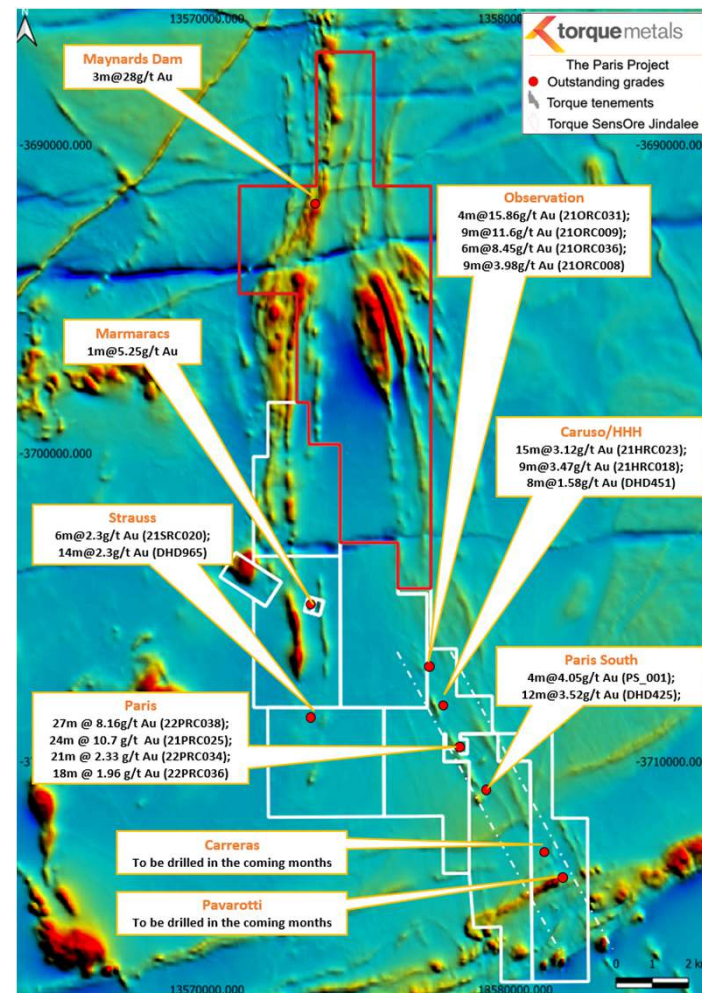 13570000.000
13580000.000
torquemetals
The Paris Project
Outstanding grades
Torque tenements
Torque SensOre Jindalee
Maynards Dam
3m@28g/t Au
-3690000.000
-3690000.000
Observation
4m@15.86g/t Au (21ORC031);
9m@11.6g/t Au (21ORC009);
6m@8.45g/t Au (21ORC036);
9m@3.98g/t Au (21ORC008)
Marmaracs
1m@5.25g/t Au
Caruso/HHH
15m@3.12g/t Au (21HRC023);
9m@3.47g/t Au (21HRC018);
8m@1.58g/t Au (DHD451)
-3700000.000
-3700000.000
Strauss
6m@2.3g/t Au (21SRC020);
14m@2.3g/t Au (DHD965)
Paris South
4m@4.05g/t Au (PS_001);
12m@3.52g/t Au (DHD425);
Paris
27m @ 8.16g/t Au (22PRC038);
24m @ 10.7 g/t Au (21PRC025);
21m @ 2.33 g/t Au (22PRC034);
18m @ 1.96 g/t Au (22PRC036)
-37
-3710000.000
Carreras
To be drilled in the coming months
Pavarotti
To be drilled in the coming months
0 1 2 km
13570000.000
13580000.000